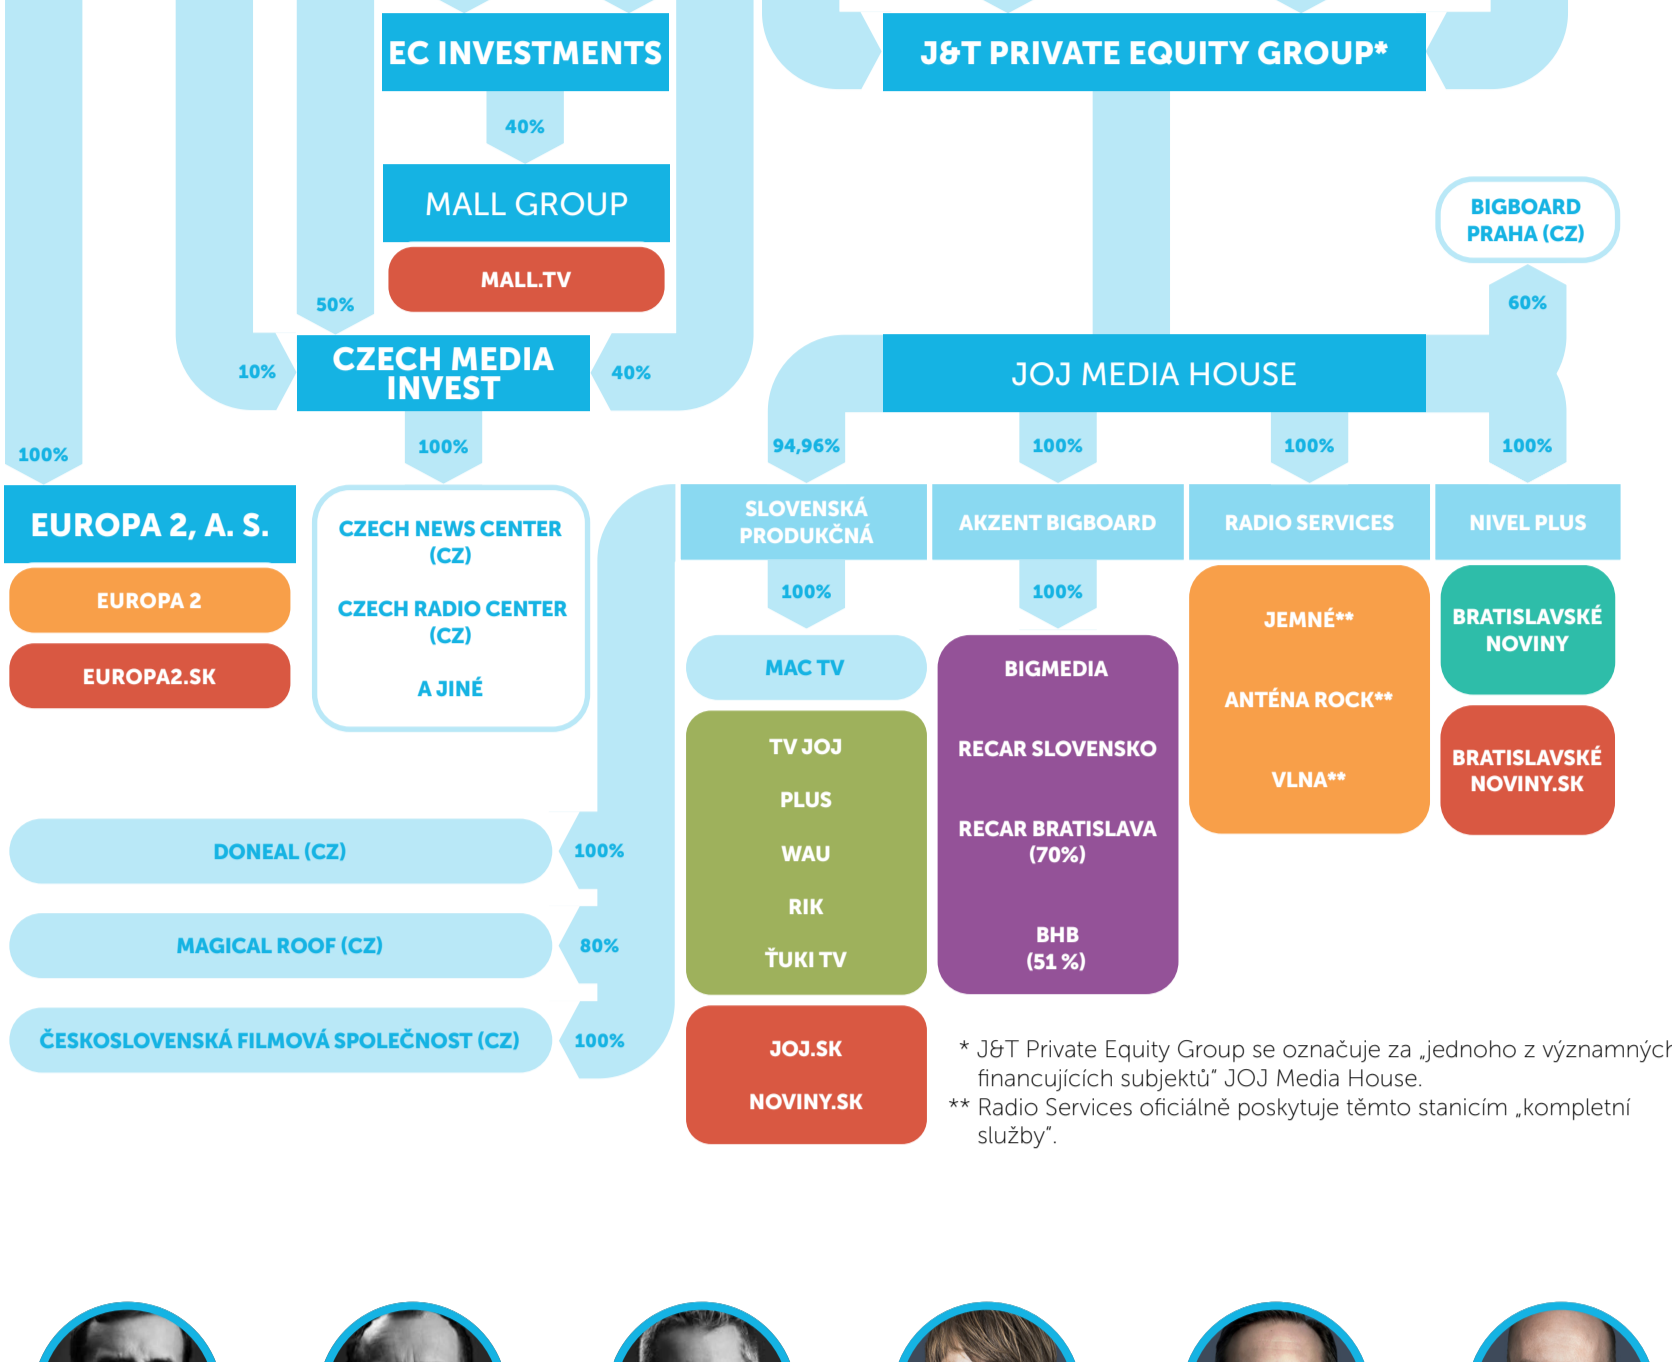 EC INVESTMENTS
J&T PRIVATE EQUITY GROUP*
40%
MALL GROUP
BIGBOARD
PRAHA (CZ)
MALL.TV
50%
60%
10%
CZECH MEDIA
INVEST
40%
JOJ MEDIA HOUSE
100%
100%
94,96%
100%
100%
100%
EUROPA 2, A. S.
EUROPA 2
EUROPA2.SK
CZECH NEWS CENTER
(CZ)
CZECH RADIO CENTER
(CZ)
A JINÉ
SLOVENSKÁ
PRODUKČNÁ
AKZENT BIGBOARD
RADIO SERVICES
NIVEL PLUS
100%
100%
MAC TV
TV JOJ
PLUS
WAU
RIK
ŤUKI TV
JOJ.SK
NOVINY.SK
BIGMEDIA
RECAR SLOVENSKO
RECAR BRATISLAVA
(70%)
BHB
(51 %)
JEMNÉ**
ANTÉNA ROCK**
VLNA**
BRATISLAVSKÉ
NOVINY
BRATISLAVSKÉ
NOVINY.SK
DONEAL (CZ)
100%
MAGICAL ROOF (CZ)
80%
ČESKOSLOVENSKÁ FILMOVÁ SPOLEČNOST (CZ)
100%
* J&T Private Equity Group se označuje za „jednoho z významných
financujících subjektů“ JOJ Media House.
** Radio Services oficiálně poskytuje těmto stanicím „kompletní
služby“.